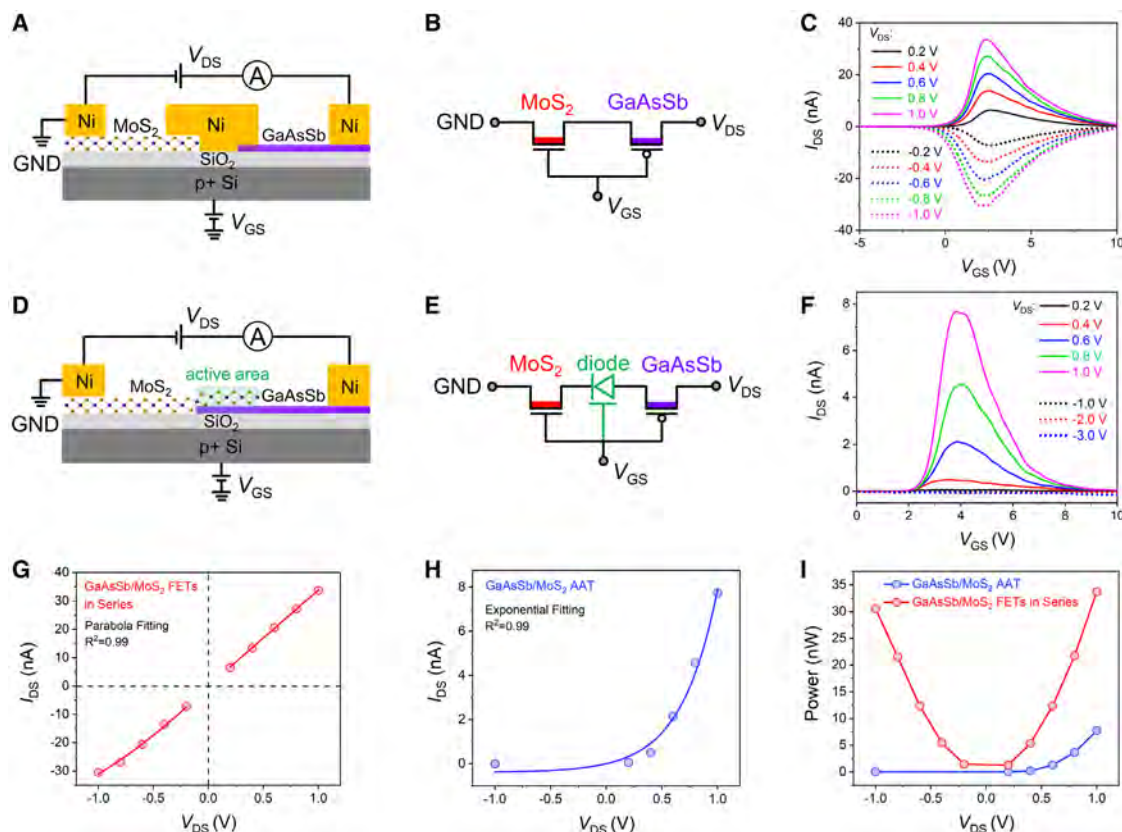 A
V_DS
A
Ni
MoS₂
Ni
GaAsSb
Ni
GND
SiO₂
p+ Si
V_GS
B
MoS₂
GaAsSb
GND
V_DS
V_GS
C
V_DS:
0.2 V
0.4 V
0.6 V
0.8 V
1.0 V
-0.2 V
-0.4 V
-0.6 V
-0.8 V
-1.0 V
40
20
0
-20
-40
I_DS (nA)
-5
0
5
10
V_GS (V)
D
V_DS
A
Ni
MoS₂
active area
GaAsSb
Ni
GND
SiO₂
p+ Si
V_GS
E
MoS₂
diode
GaAsSb
GND
V_DS
V_GS
F
V_DS:
0.2 V
0.4 V
0.6 V
0.8 V
1.0 V
-1.0 V
-2.0 V
-3.0 V
8
6
4
2
0
I_DS (nA)
0
2
4
6
8
10
V_GS (V)
G
GaAsSb/MoS₂ FETs
in Series
Parabola Fitting
R²=0.99
40
30
20
10
0
-10
-20
-30
I_DS (nA)
-1.0
-0.5
0.0
0.5
1.0
V_DS (V)
H
GaAsSb/MoS₂ AAT
Exponential Fitting
R²=0.99
8
6
4
2
0
I_DS (nA)
-1.0
-0.5
0.0
0.5
1.0
V_DS (V)
I
GaAsSb/MoS₂ AAT
GaAsSb/MoS₂ FETs in Series
35
30
25
20
15
10
5
0
Power (nW)
-1.0
-0.5
0.0
0.5
1.0
V_DS (V)